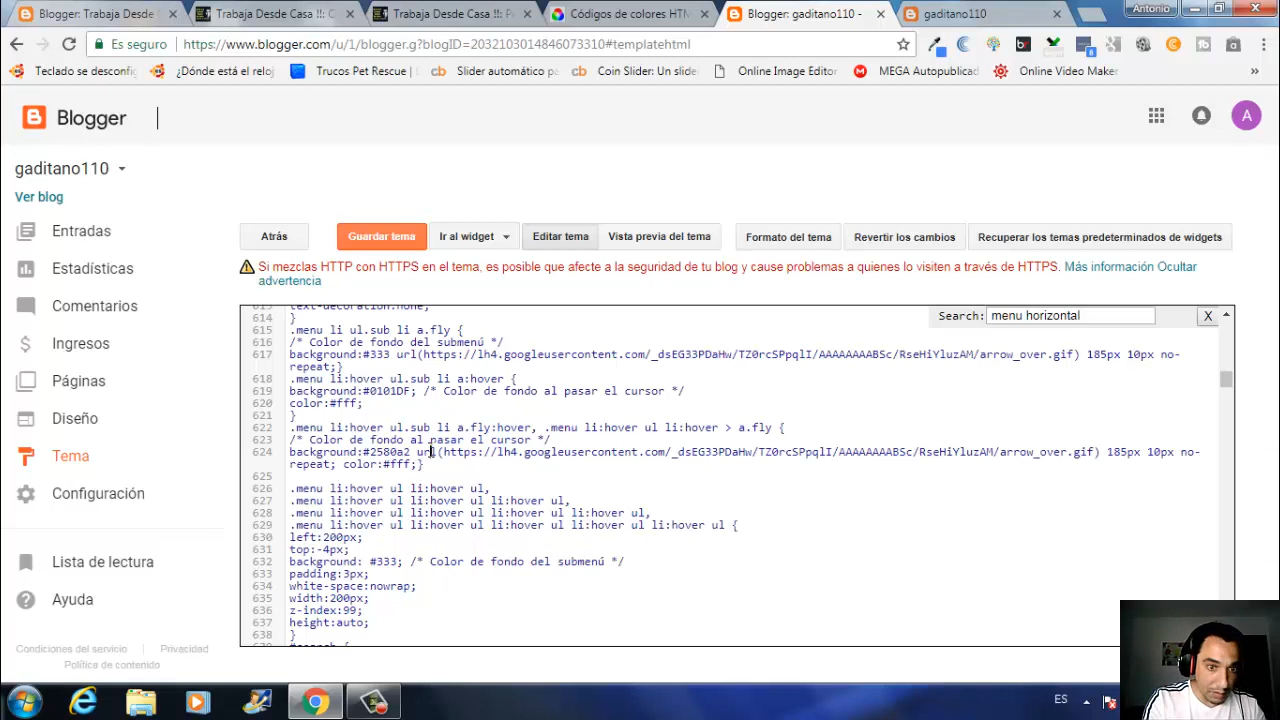 Blogger: Trabaja Desde C
Trabaja Desde Casa !!: C
Trabaja Desde Casa !!: P
Códigos de colores HTM
Blogger: gaditano110 -
gaditano110
Antonio
Es seguro
https://www.blogger.com/u/1/blogger.g?blogID=2032103014846073310#templatehtml
Teclado se desconfig
¿Dónde está el reloj
Trucos Pet Rescue |
Slider automático pa
Coin Slider: Un slide
Online Image Editor
MEGA Autopublicad
Online Video Maker
»
Blogger
A
gaditano110
Ver blog
Entradas
Estadísticas
Comentarios
Ingresos
Páginas
Diseño
Tema
Configuración
Lista de lectura
Ayuda
Condiciones del servicio
Privacidad
Política de contenido
Atrás
Guardar tema
Ir al widget
Editar tema
Vista previa del tema
Formato del tema
Revertir los cambios
Recuperar los temas predeterminados de widgets
Si mezclas HTTP con HTTPS en el tema, es posible que afecte a la seguridad de tu blog y cause problemas a quienes lo visiten a través de HTTPS. Más información Ocultar
advertencia
Search: menu horizontal X
613 text-decoration:none;
614 }
615 .menu li ul.sub li a.fly {
616 /* Color de fondo del submenú */
617 background:#333 url(https://lh4.googleusercontent.com/_dsEG33PDaHw/TZ0rcSPpqlI/AAAAAAAABSc/RseHiYluzAM/arrow_over.gif) 185px 10px no-
repeat;}
618 .menu li:hover ul.sub li a:hover {
619 background:#0101DF; /* Color de fondo al pasar el cursor */
620 color:#fff;
621 }
622 .menu li:hover ul.sub li a.fly:hover, .menu li:hover ul li:hover > a.fly {
623 /* Color de fondo al pasar el cursor */
624 background:#2580a2 url(https://lh4.googleusercontent.com/_dsEG33PDaHw/TZ0rcSPpqlI/AAAAAAAABSc/RseHiYluzAM/arrow_over.gif) 185px 10px no-
repeat; color:#fff;}
625
626 .menu li:hover ul li:hover ul,
627 .menu li:hover ul li:hover ul li:hover ul,
628 .menu li:hover ul li:hover ul li:hover ul li:hover ul,
629 .menu li:hover ul li:hover ul li:hover ul li:hover ul li:hover ul {
630 left:200px;
631 top:-4px;
632 background: #333; /* Color de fondo del submenú */
633 padding:3px;
634 white-space:nowrap;
635 width:200px;
636 z-index:99;
637 height:auto;
638 }
ES